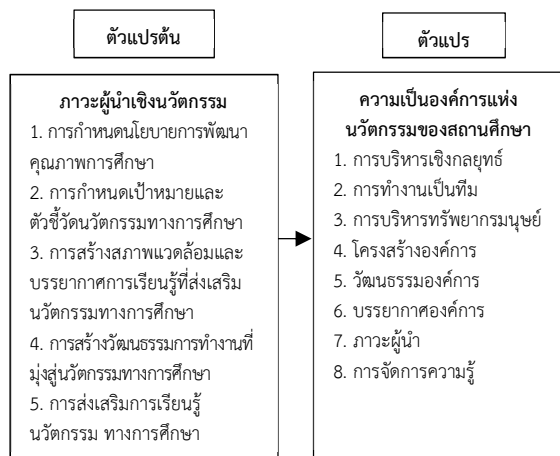 ตัวแปรต้น
ภาวะผู้นำเชิงนวัตกรรม
1. การกำหนดนโยบายการพัฒนา
คุณภาพการศึกษา
2. การกำหนดเป้าหมายและ
ตัวชี้วัดนวัตกรรมทางการศึกษา
3. การสร้างสภาพแวดล้อมและ
บรรยากาศการเรียนรู้ที่ส่งเสริม
นวัตกรรมทางการศึกษา
4. การสร้างวัฒนธรรมการทำงานที่
มุ่งสู่นวัตกรรมทางการศึกษา
5. การส่งเสริมการเรียนรู้
นวัตกรรม ทางการศึกษา
ตัวแปร
ความเป็นองค์การแห่ง
นวัตกรรมของสถานศึกษา
1. การบริหารเชิงกลยุทธ์
2. การทำงานเป็นทีม
3. การบริหารทรัพยากรมนุษย์
4. โครงสร้างองค์การ
5. วัฒนธรรมองค์การ
6. บรรยากาศองค์การ
7. ภาวะผู้นำ
8. การจัดการความรู้